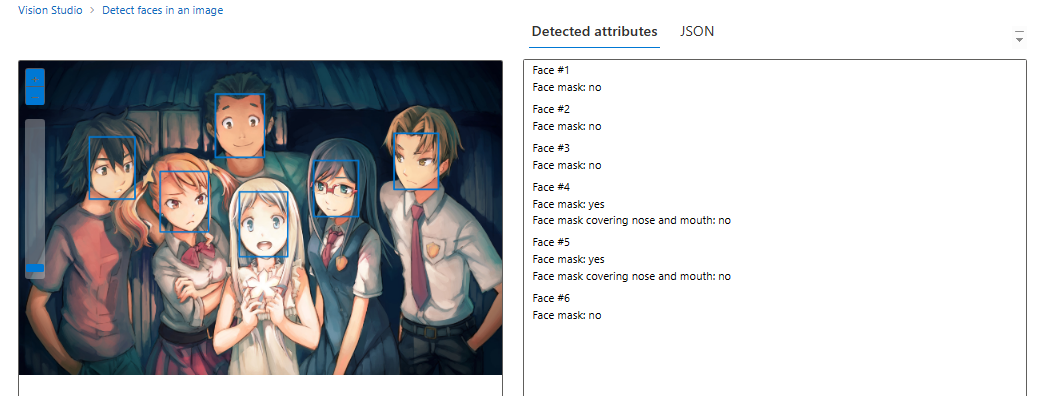 Vision Studio > Detect faces in an image
Detected attributes
JSON
Face #1
Face mask: no
Face #2
Face mask: no
Face #3
Face mask: no
Face #4
Face mask: yes
Face mask covering nose and mouth: no
Face #5
Face mask: yes
Face mask covering nose and mouth: no
Face #6
Face mask: no